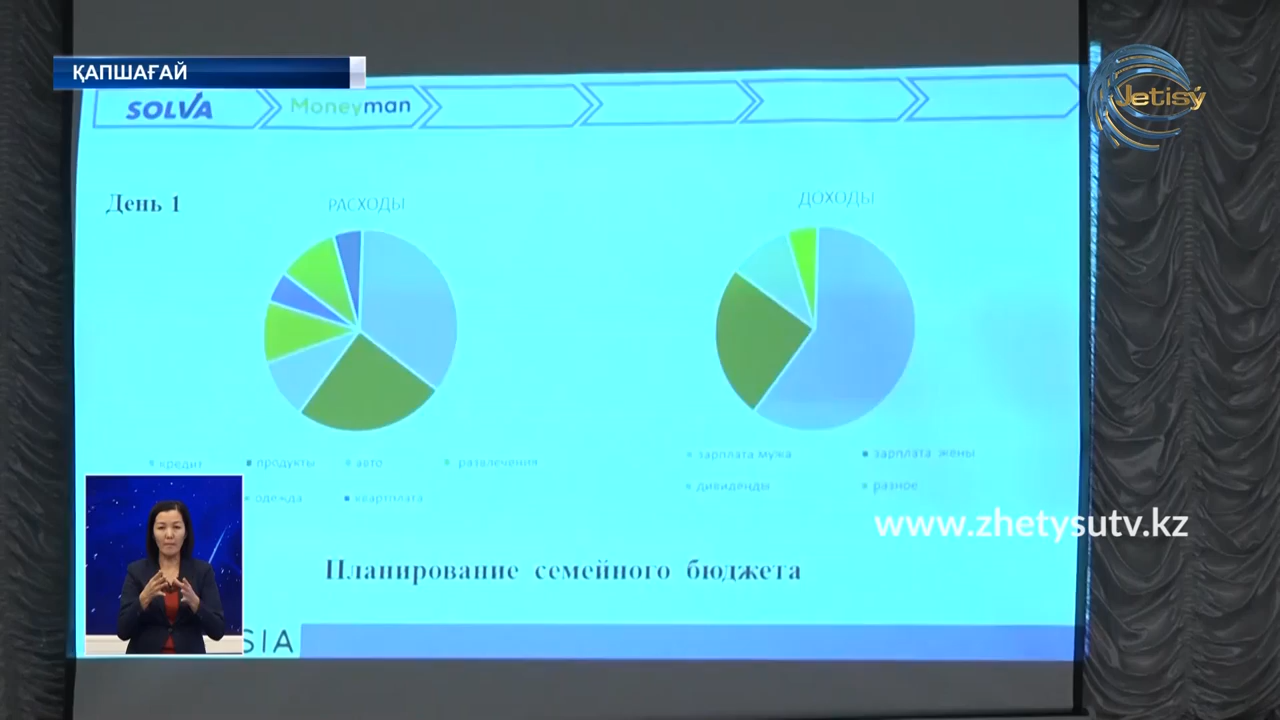 ҚАПШАҒАЙ
Jetisý
SOLVA
Moneyman
День 1
РАСХОДЫ
ДОХОДЫ
кредит
продукты
авто
развлечения
одежда
квартплата
зарплата мужа
зарплата жены
дивиденды
разное
www.zhetysutv.kz
Планирование семейного бюджета
SIA